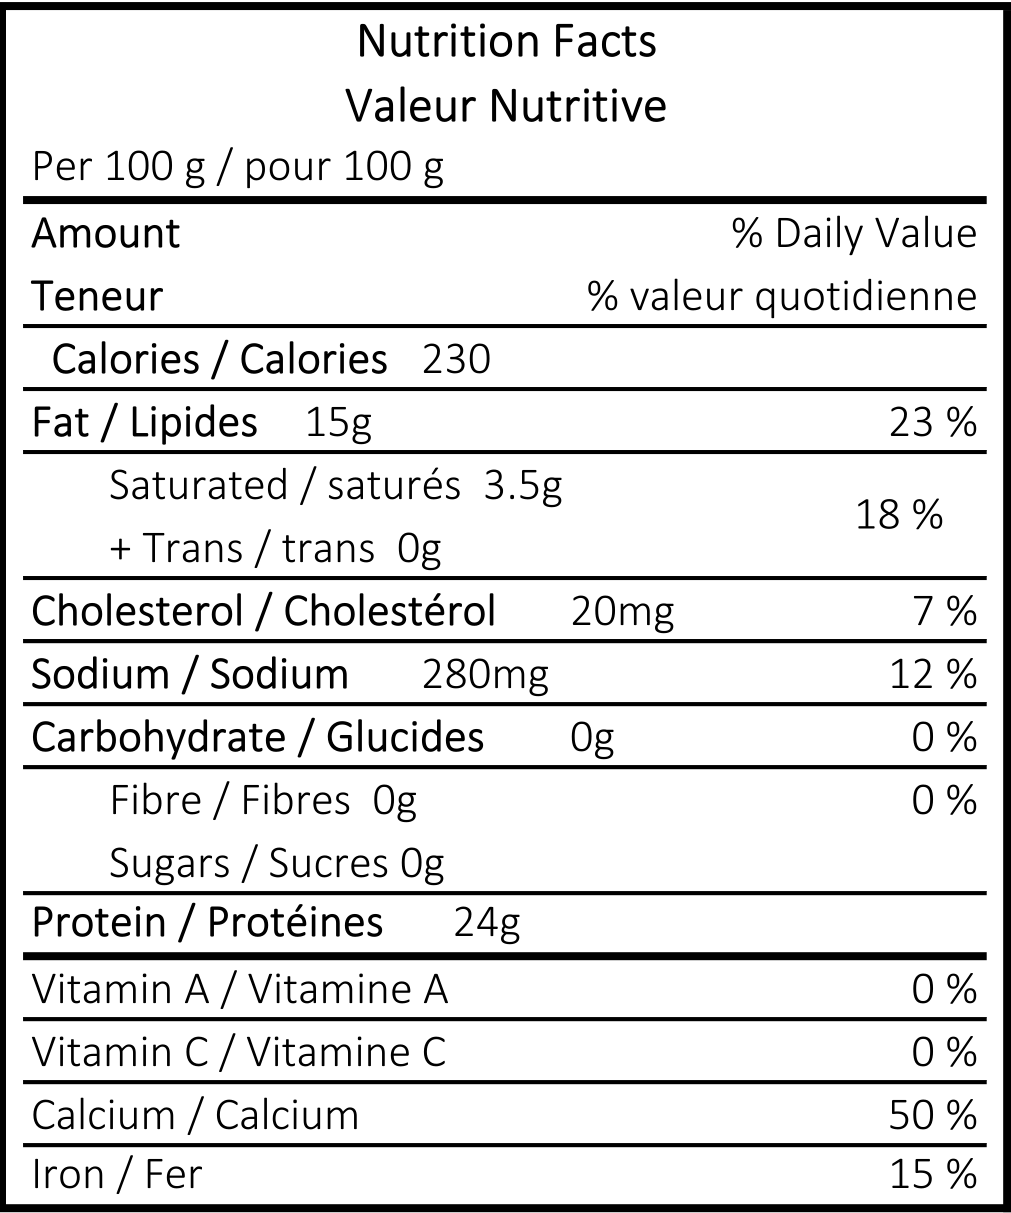 Nutrition Facts
Valeur Nutritive
Per 100 g / pour 100 g
Amount % Daily Value
Teneur % valeur quotidienne
Calories / Calories 230
Fat / Lipides 15g 23 %
Saturated / saturés 3.5g
18 %
+ Trans / trans 0g
Cholesterol / Cholestérol 20mg 7 %
Sodium / Sodium 280mg 12 %
Carbohydrate / Glucides 0g 0 %
Fibre / Fibres 0g 0 %
Sugars / Sucres 0g
Protein / Protéines 24g
Vitamin A / Vitamine A 0 %
Vitamin C / Vitamine C 0 %
Calcium / Calcium 50 %
Iron / Fer 15 %